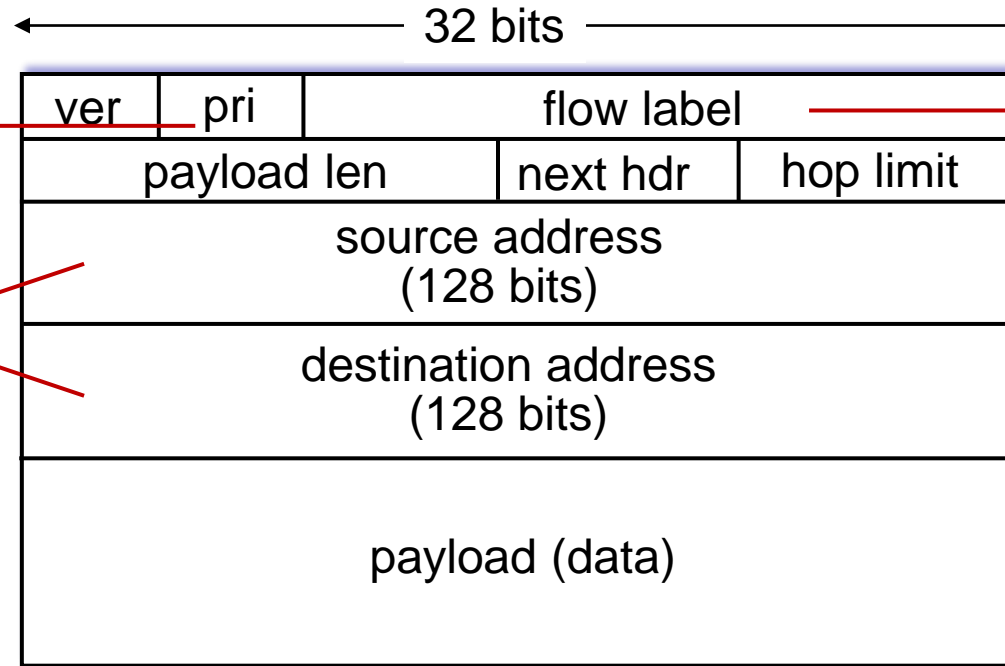 32 bits
ver pri flow label
payload len next hdr hop limit
source address
(128 bits)
destination address
(128 bits)
payload (data)